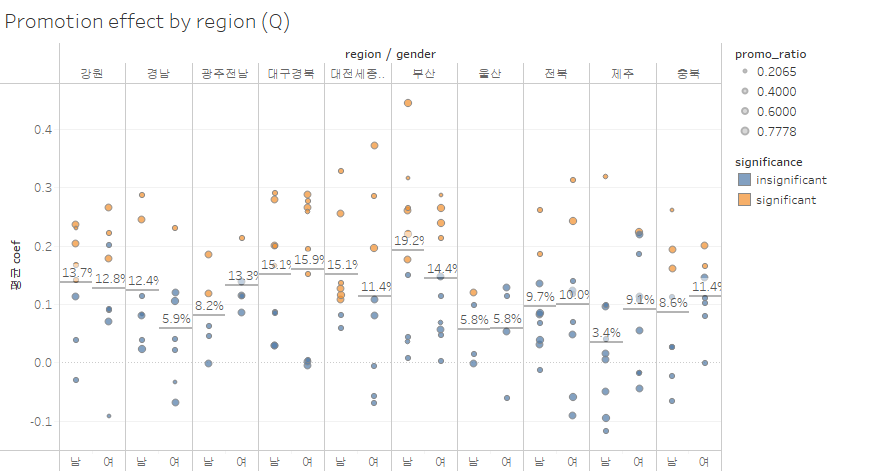 Promotion effect by region (Q)
region / gender
강원 경남 광주전남 대구경북 대전세종.. 부산 울산 전북 제주 충북
평균 coef
0.4
0.3
0.2
0.1
0.0
-0.1
13.7% 12.8% 12.4% 5.9% 8.2% 13.3% 15.1% 15.9% 15.1% 11.4% 19.2% 14.4% 5.8% 5.8% 9.7% 10.0% 3.4% 9.1% 8.6% 11.4%
남 여 남 여 남 여 남 여 남 여 남 여 남 여 남 여 남 여 남 여
promo_ratio
0.2065
0.4000
0.6000
0.7778
significance
insignificant
significant